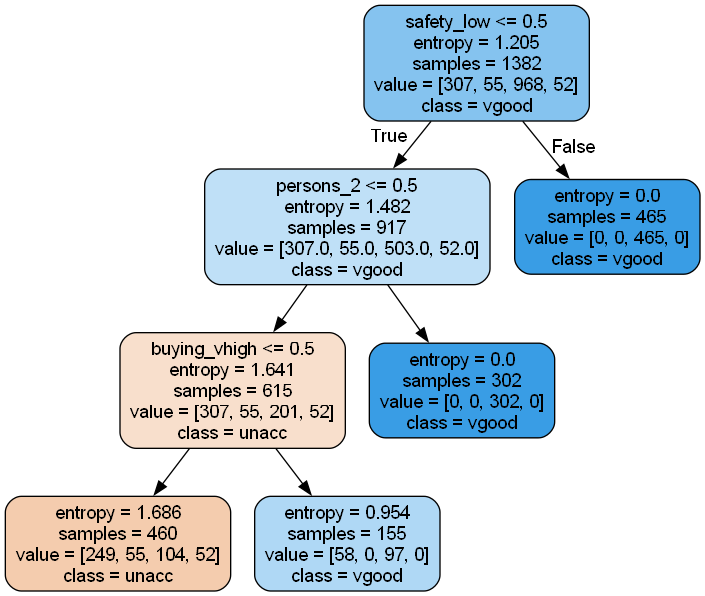 safety_low <= 0.5
entropy = 1.205
samples = 1382
value = [307, 55, 968, 52]
class = vgood
True
False
persons_2 <= 0.5
entropy = 1.482
samples = 917
value = [307.0, 55.0, 503.0, 52.0]
class = vgood
entropy = 0.0
samples = 465
value = [0, 0, 465, 0]
class = vgood
buying_vhigh <= 0.5
entropy = 1.641
samples = 615
value = [307, 55, 201, 52]
class = unacc
entropy = 0.0
samples = 302
value = [0, 0, 302, 0]
class = vgood
entropy = 1.686
samples = 460
value = [249, 55, 104, 52]
class = unacc
entropy = 0.954
samples = 155
value = [58, 0, 97, 0]
class = vgood